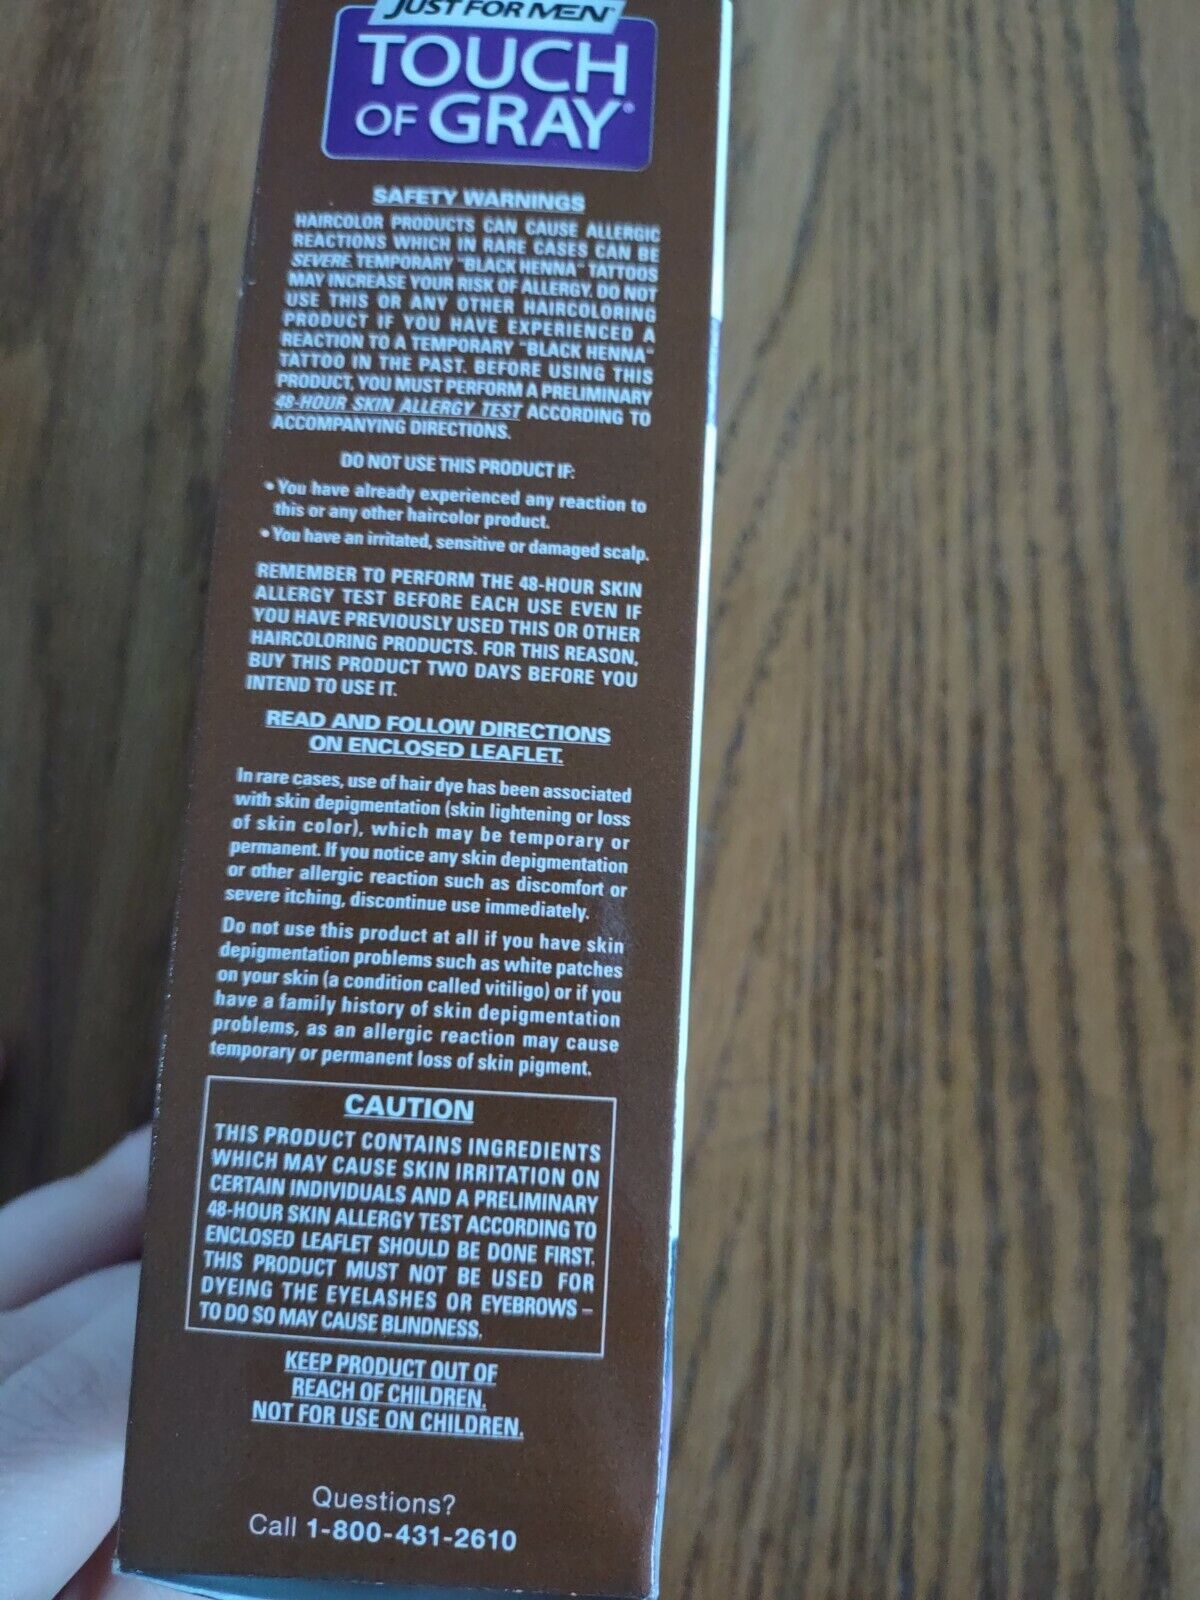 JUST FOR MEN
TOUCH
OF GRAY®
SAFETY WARNINGS
HAIRCOLOR PRODUCTS CAN CAUSE ALLERGIC
REACTIONS WHICH IN RARE CASES CAN BE
SEVERE. TEMPORARY "BLACK HENNA" TATTOOS
MAY INCREASE YOUR RISK OF ALLERGY. DO NOT
USE THIS OR ANY OTHER HAIRCOLORING
PRODUCT IF YOU HAVE EXPERIENCED A
REACTION TO A TEMPORARY "BLACK HENNA"
TATTOO IN THE PAST. BEFORE USING THIS
PRODUCT, YOU MUST PERFORM A PRELIMINARY
48-HOUR SKIN ALLERGY TEST ACCORDING TO
ACCOMPANYING DIRECTIONS.
DO NOT USE THIS PRODUCT IF:
• You have already experienced any reaction to
this or any other haircolor product.
• You have an irritated, sensitive or damaged scalp.
REMEMBER TO PERFORM THE 48-HOUR SKIN
ALLERGY TEST BEFORE EACH USE EVEN IF
YOU HAVE PREVIOUSLY USED THIS OR OTHER
HAIRCOLORING PRODUCTS. FOR THIS REASON,
BUY THIS PRODUCT TWO DAYS BEFORE YOU
INTEND TO USE IT.
READ AND FOLLOW DIRECTIONS
ON ENCLOSED LEAFLET.
In rare cases, use of hair dye has been associated
with skin depigmentation (skin lightening or loss
of skin color), which may be temporary or
permanent. If you notice any skin depigmentation
or other allergic reaction such as discomfort or
severe itching, discontinue use immediately.
Do not use this product at all if you have skin
depigmentation problems such as white patches
on your skin (a condition called vitiligo) or if you
have a family history of skin depigmentation
problems, as an allergic reaction may cause
temporary or permanent loss of skin pigment.
CAUTION
THIS PRODUCT CONTAINS INGREDIENTS
WHICH MAY CAUSE SKIN IRRITATION ON
CERTAIN INDIVIDUALS AND A PRELIMINARY
48-HOUR SKIN ALLERGY TEST ACCORDING TO
ENCLOSED LEAFLET SHOULD BE DONE FIRST.
THIS PRODUCT MUST NOT BE USED FOR
DYEING THE EYELASHES OR EYEBROWS –
TO DO SO MAY CAUSE BLINDNESS.
KEEP PRODUCT OUT OF
REACH OF CHILDREN.
NOT FOR USE ON CHILDREN.
Questions?
Call 1-800-431-2610